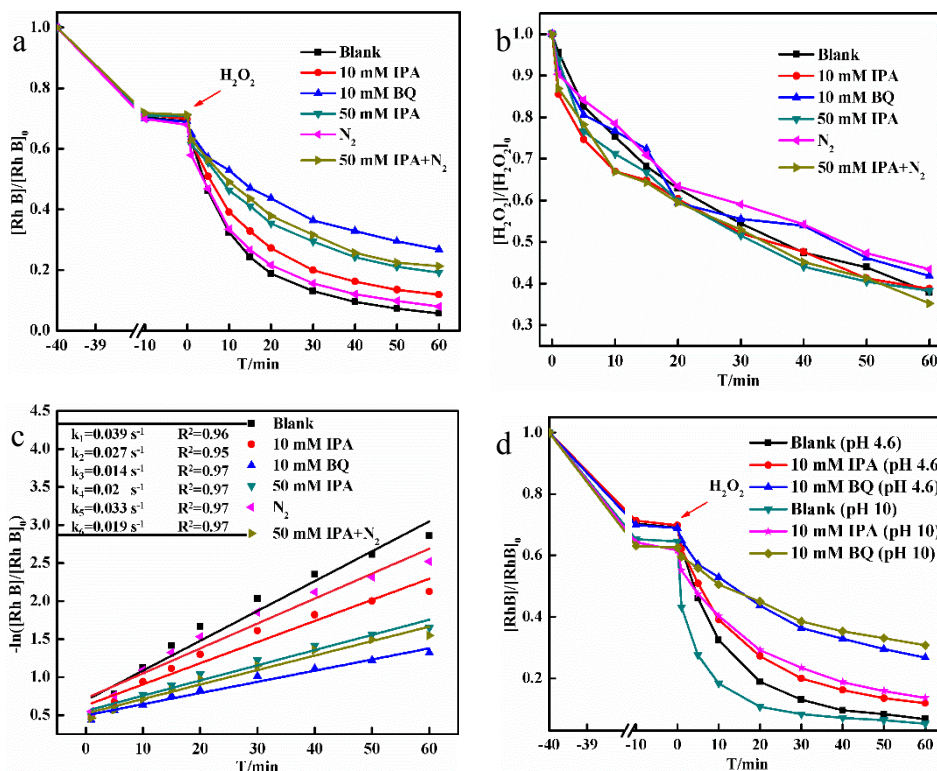 a
[Rh B]/[Rh B]₀
1.0
0.8
0.6
0.4
0.2
0.0
H₂O₂
Blank
10 mM IPA
10 mM BQ
50 mM IPA
N₂
50 mM IPA+N₂
-40 -39 -10 0 10 20 30 40 50 60
T/min
b
[H₂O₂]/[H₂O₂]₀
1.0
0.9
0.8
0.7
0.6
0.5
0.4
0.3
Blank
10 mM IPA
10 mM BQ
50 mM IPA
N₂
50 mM IPA+N₂
0 10 20 30 40 50 60
T/min
c
-ln([Rh B]/[Rh B]₀)
4.5
4.0
3.5
3.0
2.5
2.0
1.5
1.0
0.5
k₁=0.039 s⁻¹ R²=0.96
k₂=0.027 s⁻¹ R²=0.95
k₃=0.014 s⁻¹ R²=0.97
k₄=0.02 s⁻¹ R²=0.97
k₅=0.033 s⁻¹ R²=0.97
k₆=0.019 s⁻¹ R²=0.97
Blank
10 mM IPA
10 mM BQ
50 mM IPA
N₂
50 mM IPA+N₂
0 10 20 30 40 50 60
T/min
d
[RhB]/[RhB]₀
1.0
0.8
0.6
0.4
0.2
H₂O₂
Blank (pH 4.6)
10 mM IPA (pH 4.6
10 mM BQ (pH 4.6)
Blank (pH 10)
10 mM IPA (pH 10)
10 mM BQ (pH 10)
-40 -39 -10 0 10 20 30 40 50 60
T/min